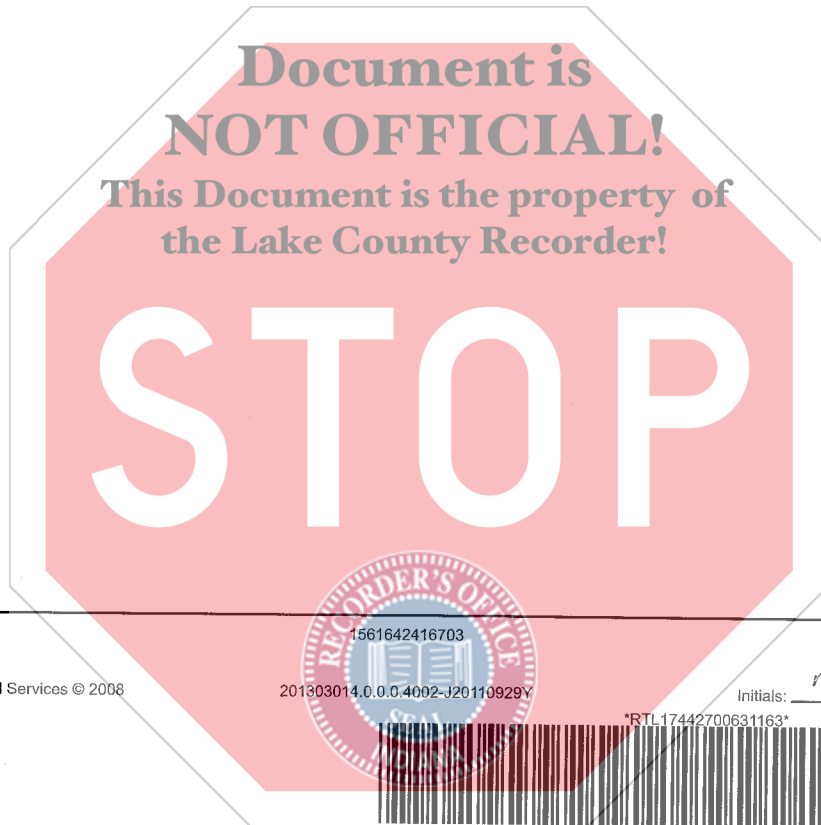 Document is
NOT OFFICIAL!
This Document is the property of
the Lake County Recorder!
STOP
RECORDER'S OFFICE
1561642416703
Services © 2008
201303014.0.0.0.4002-J20110929Y
Initials:
*RTL17442700631163*
SEAL
INDIANA